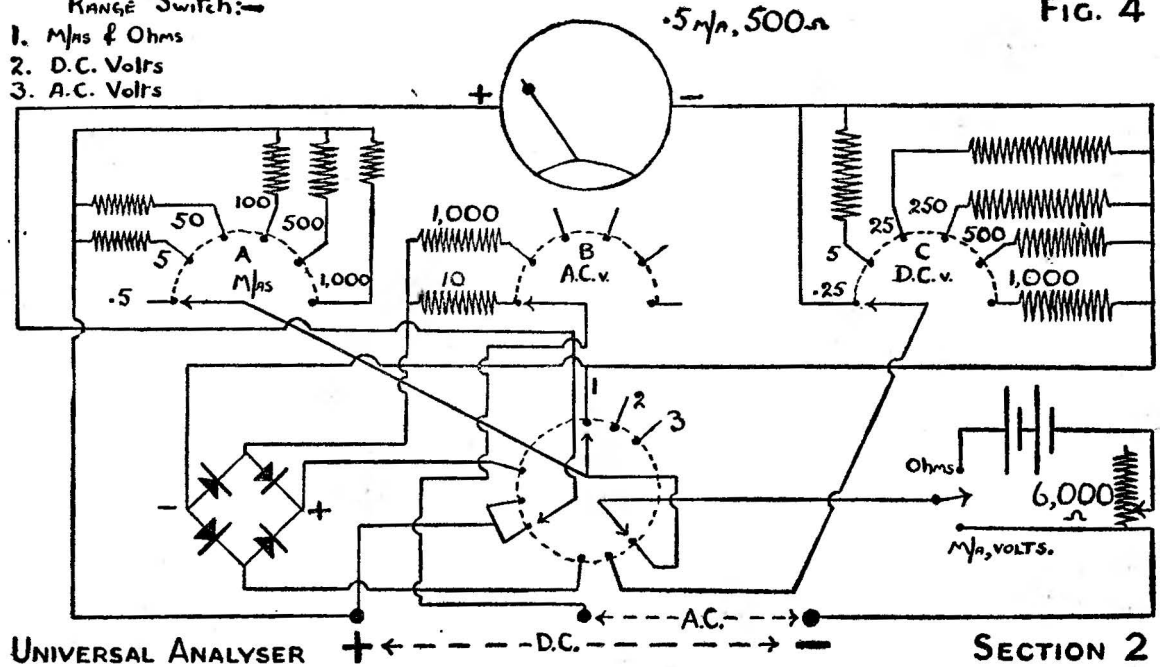 RANGE SWITCH:→
1. M/As & Ohms
2. D.C. Volts
3. A.C. Volts
.5 M/A, 500 Ω
FIG. 4
+
-
50
5
.5
100
500
1,000
A
M/AS
1,000
10
B
A.C.V.
5
25
250
500
1,000
.25
C
D.C.V.
1
2
3
-
+
Ohms
6,000
Ω
M/A, VOLTS.
A.C.
+
D.C.
-
UNIVERSAL ANALYSER
SECTION 2